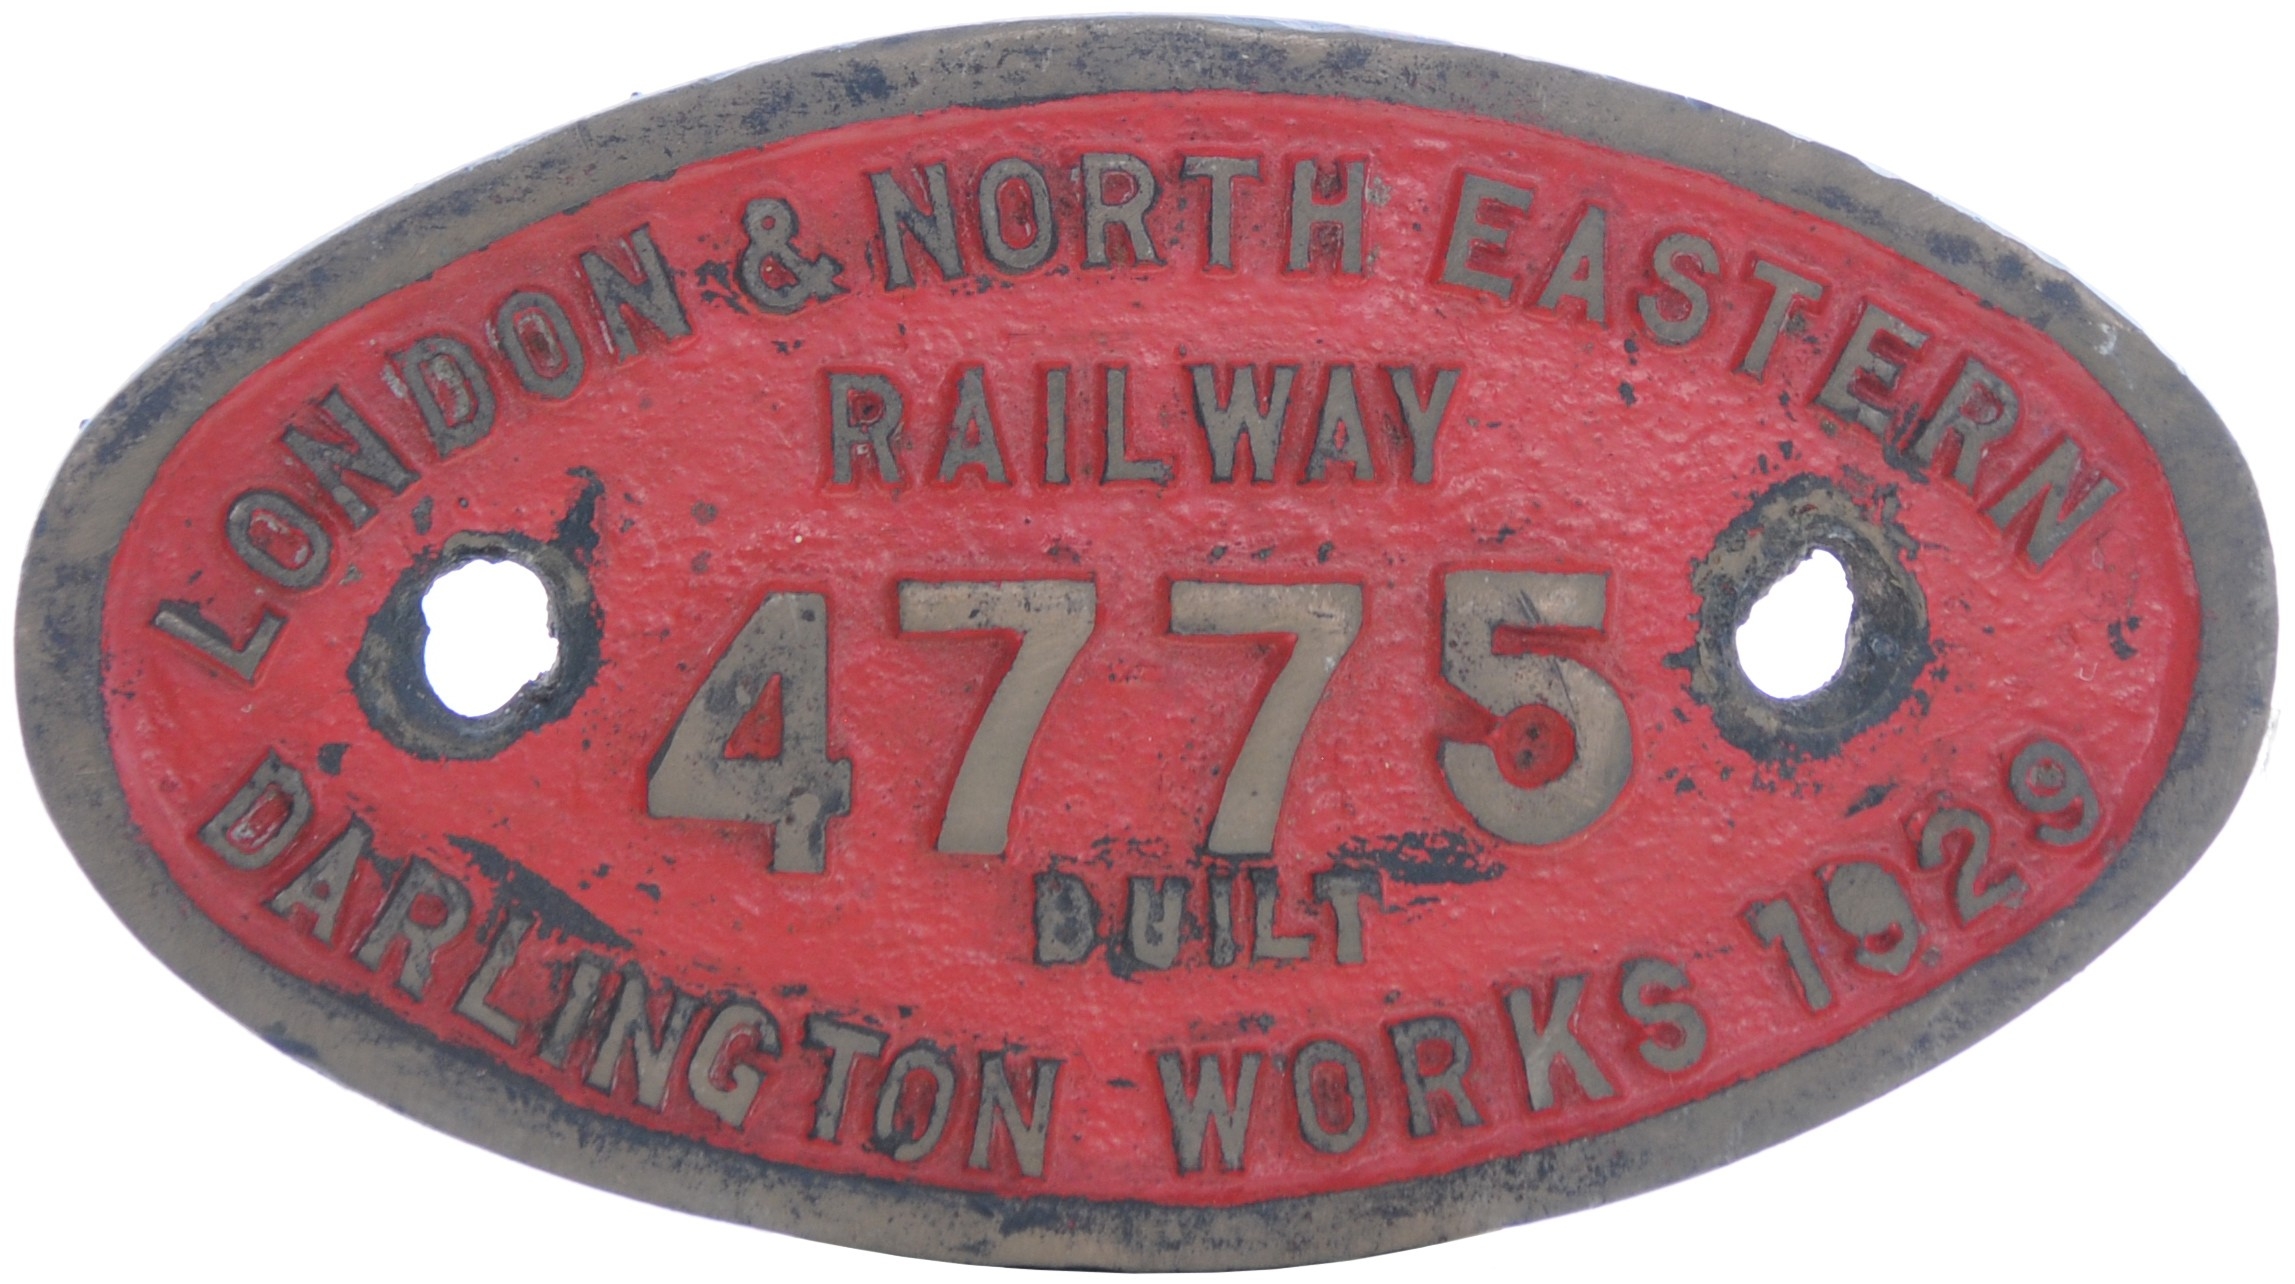 LONDON & NORTH EASTERN
RAILWAY
4775
BUILT
DARLINGTON WORKS 1929